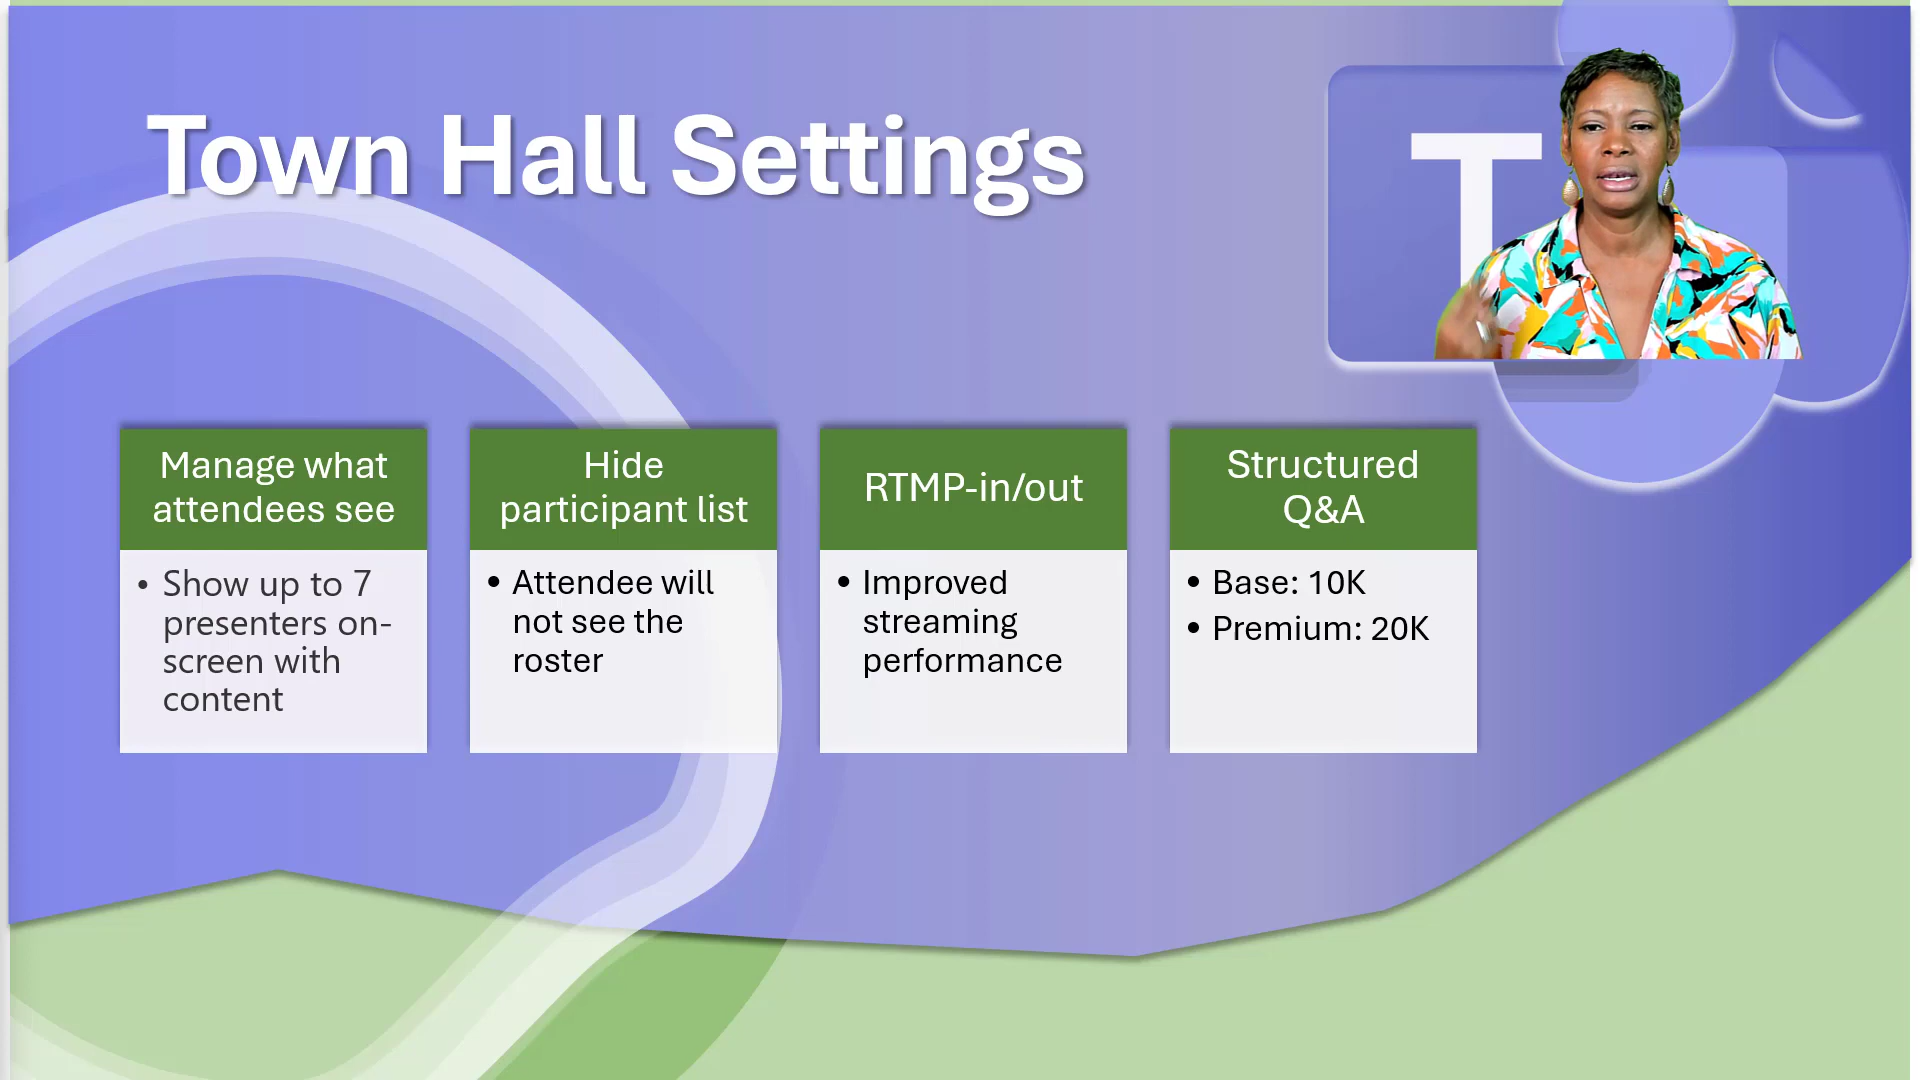 Town Hall Settings
T
Manage what
attendees see
• Show up to 7
presenters on-
screen with
content
Hide
participant list
• Attendee will
not see the
roster
RTMP-in/out
• Improved
streaming
performance
Structured
Q&A
• Base: 10K
• Premium: 20K